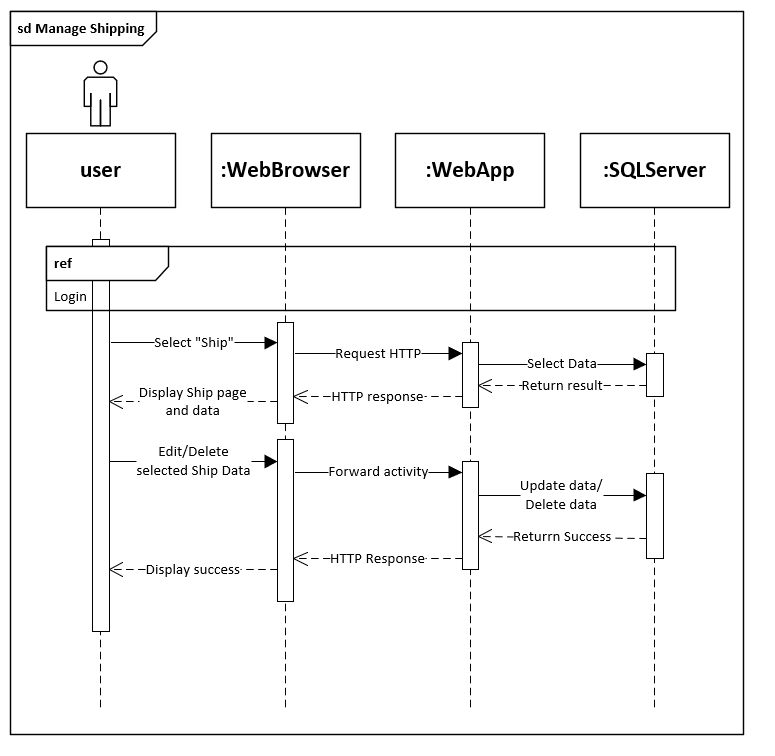 sd Manage Shipping
user
:WebBrowser
:WebApp
:SQLServer
ref
Login
Select "Ship"
Request HTTP
Select Data
Return result
HTTP response
Display Ship page
and data
Edit/Delete
selected Ship Data
Forward activity
Update data/
Delete data
Returrn Success
HTTP Response
Display success